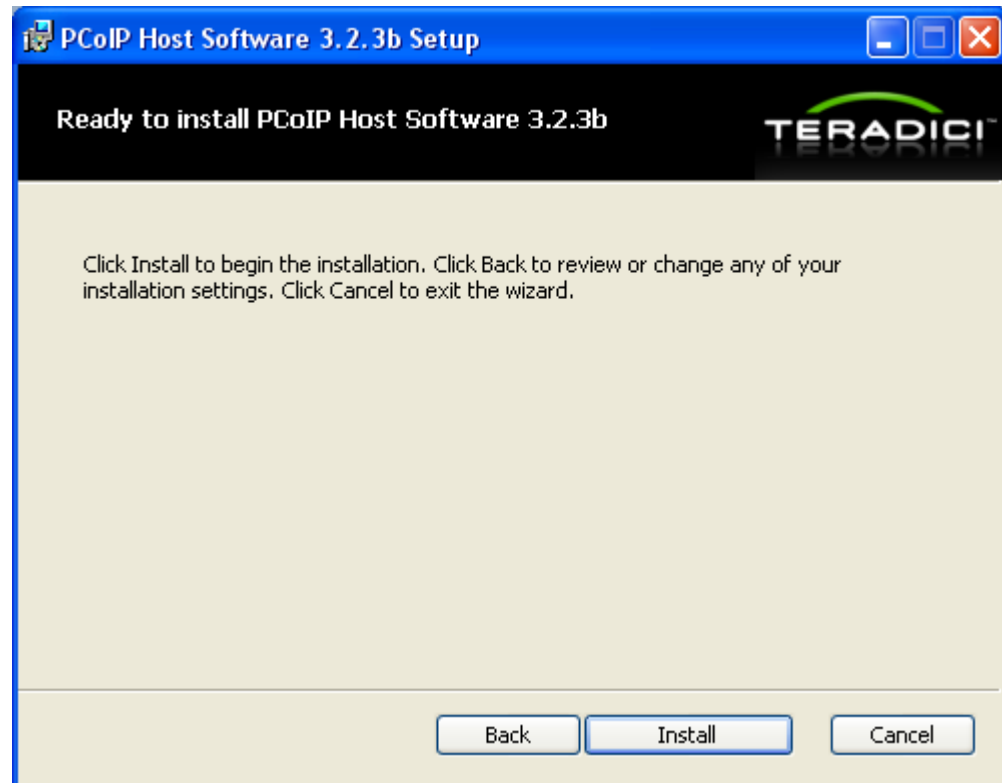 PCoIP Host Software 3.2.3b Setup
Ready to install PCoIP Host Software 3.2.3b
TERADICI™
Click Install to begin the installation. Click Back to review or change any of your
installation settings. Click Cancel to exit the wizard.
Back Install Cancel